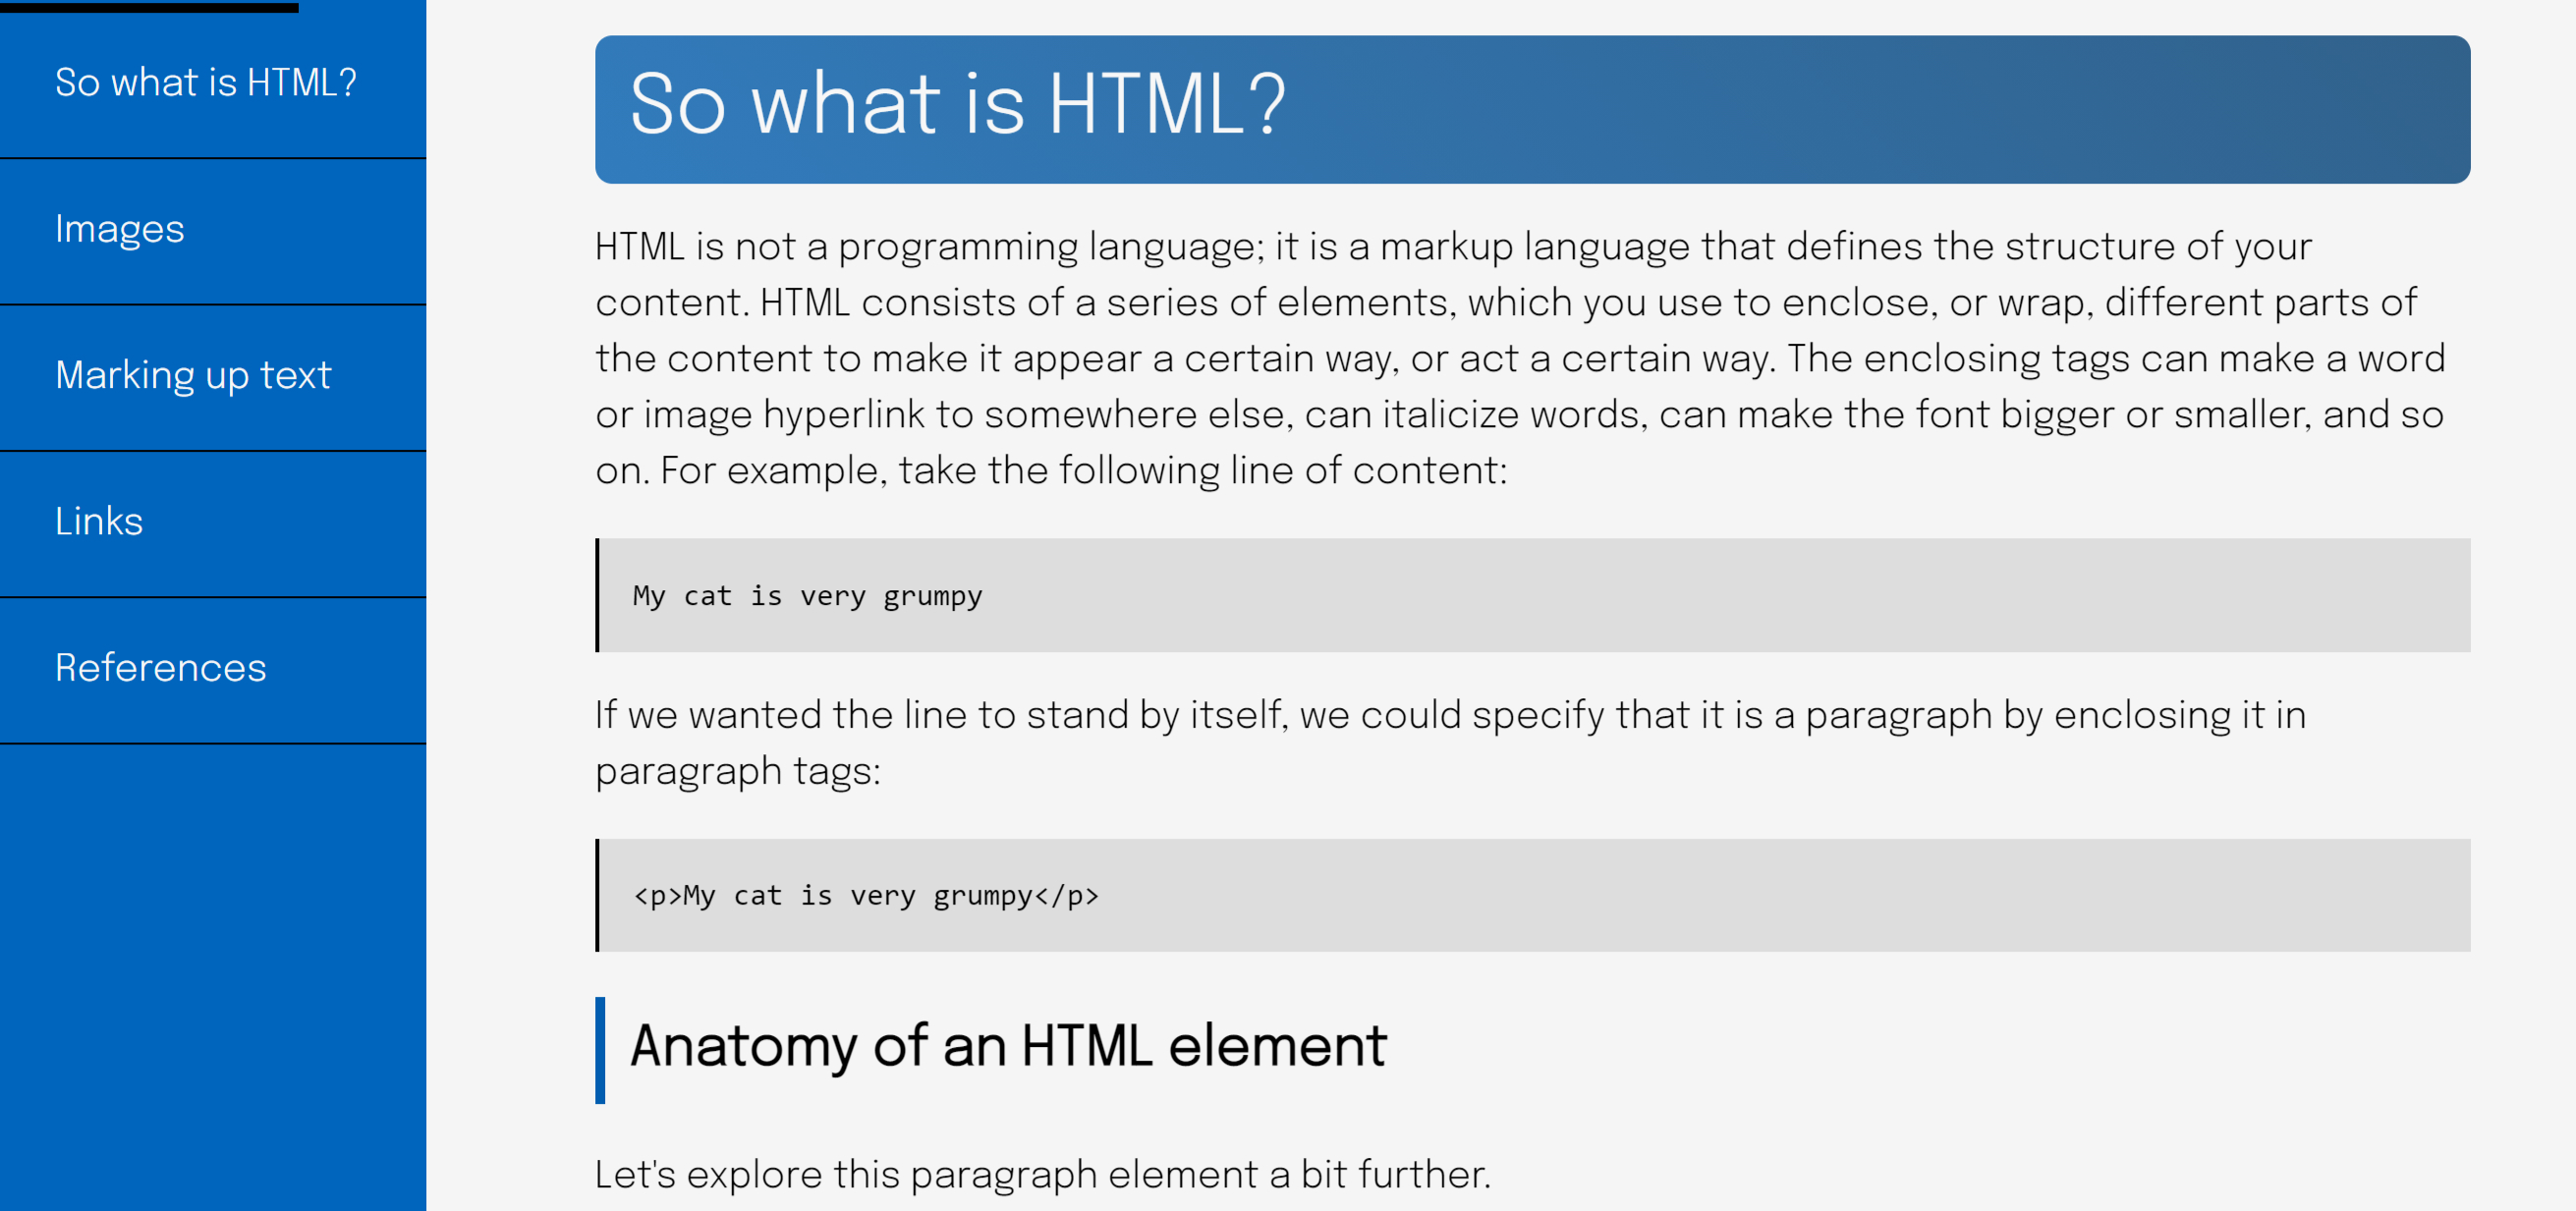 So what is HTML?
Images
Marking up text
Links
References
So what is HTML?
HTML is not a programming language; it is a markup language that defines the structure of your
content. HTML consists of a series of elements, which you use to enclose, or wrap, different parts of
the content to make it appear a certain way, or act a certain way. The enclosing tags can make a word
or image hyperlink to somewhere else, can italicize words, can make the font bigger or smaller, and so
on. For example, take the following line of content:
My cat is very grumpy
If we wanted the line to stand by itself, we could specify that it is a paragraph by enclosing it in
paragraph tags:
<p>My cat is very grumpy</p>
Anatomy of an HTML element
Let's explore this paragraph element a bit further.